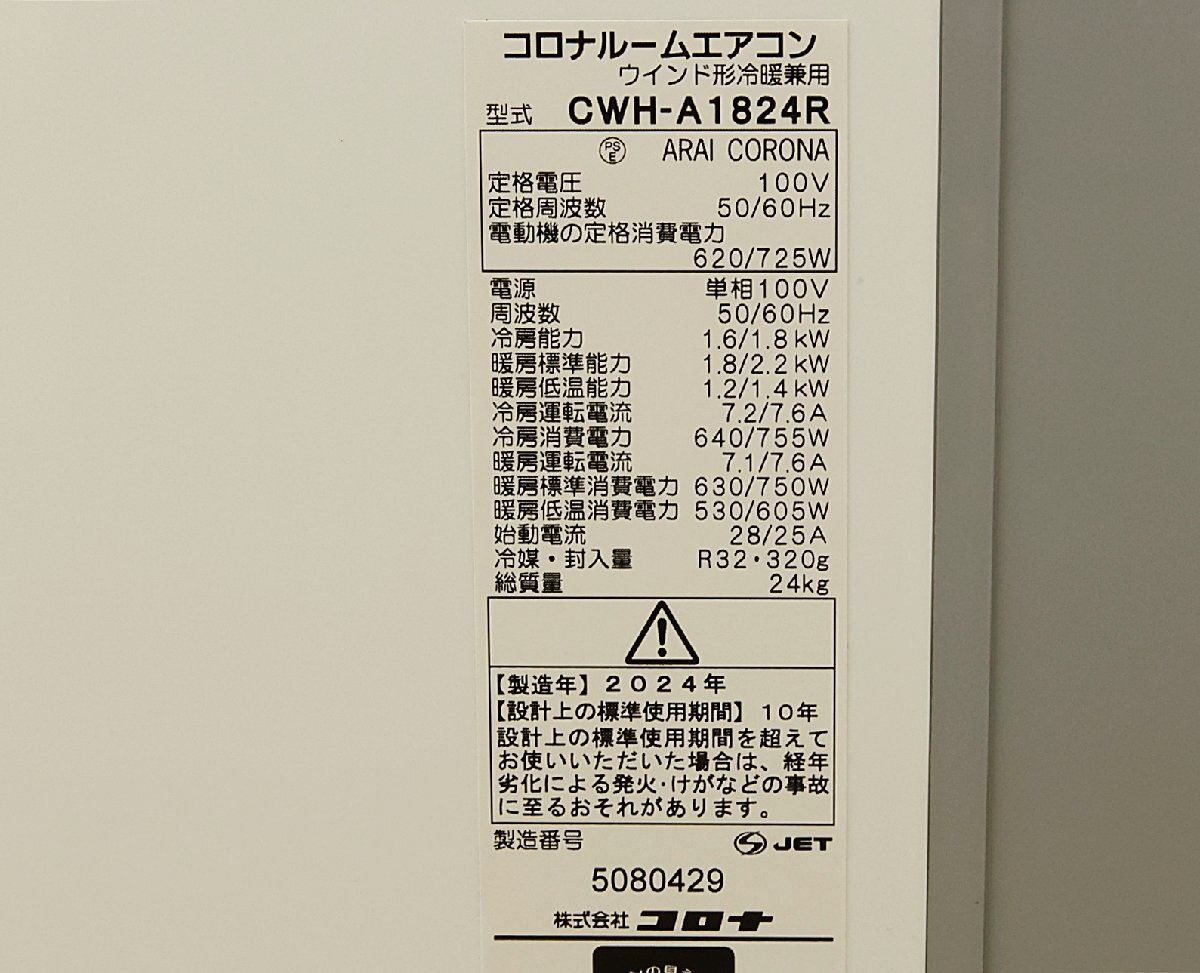 コロナルームエアコン
ウインド形冷暖兼用
型式 CWH-A1824R
PS E ARAI CORONA
定格電圧 100V
定格周波数 50/60Hz
電動機の定格消費電力
620/725W
電源 単相100V
周波数 50/60Hz
冷房能力 1.6/1.8kW
暖房標準能力 1.8/2.2kW
暖房低温能力 1.2/1.4kW
冷房運転電流 7.2/7.6A
冷房消費電力 640/755W
暖房運転電流 7.1/7.6A
暖房標準消費電力 630/750W
暖房低温消費電力 530/605W
始動電流 28/25A
冷媒・封入量 R32・320g
総質量 24kg
【製造年】2024年
【設計上の標準使用期間】10年
設計上の標準使用期間を超えて
お使いいただいた場合は、経年
劣化による発火・けがなどの事故
に至るおそれがあります。
製造番号 JET
5080429
株式会社 コロナ